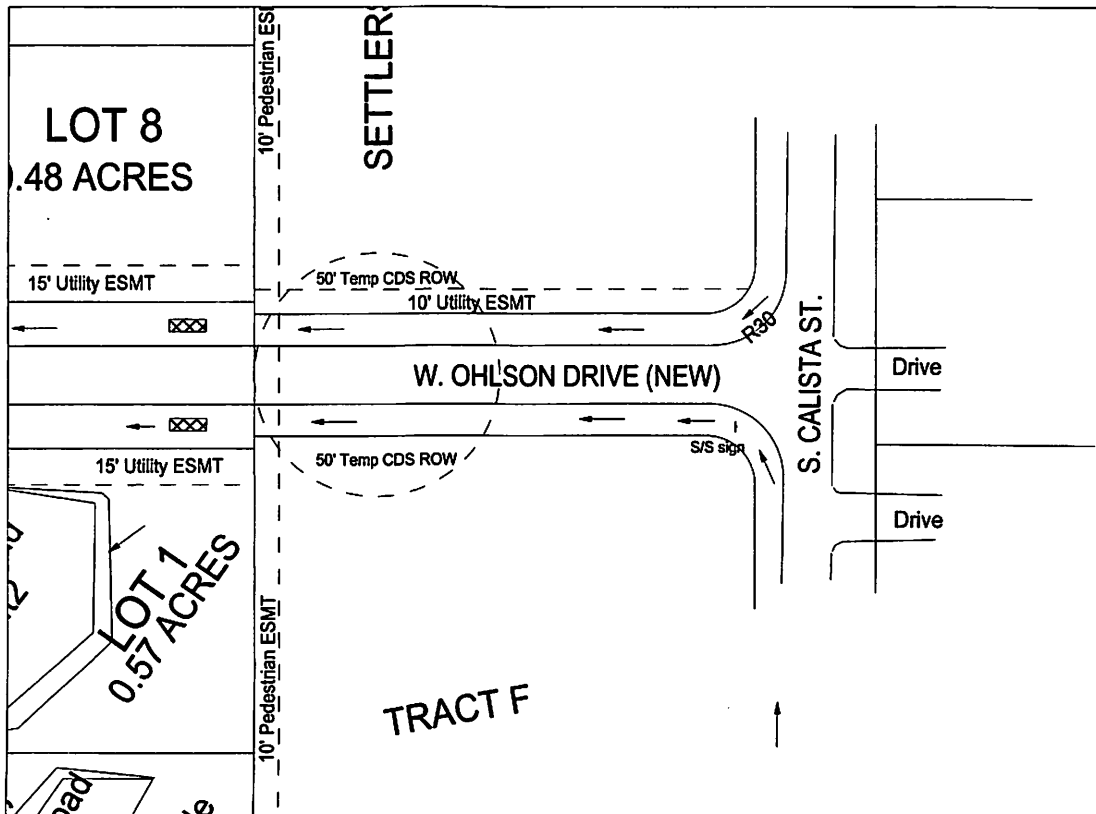 10' Pedestrian
SETTLERS
LOT 8
.48 ACRES
15' Utility ESMT
50' Temp CDS ROW
10' Utility ESMT
R30
W. OHLSON DRIVE (NEW)
S. CALISTA ST.
Drive
S/S sign
15' Utility ESMT
50' Temp CDS ROW
Drive
LOT 1
0.57 ACRES
10' Pedestrian ESMT
TRACT F